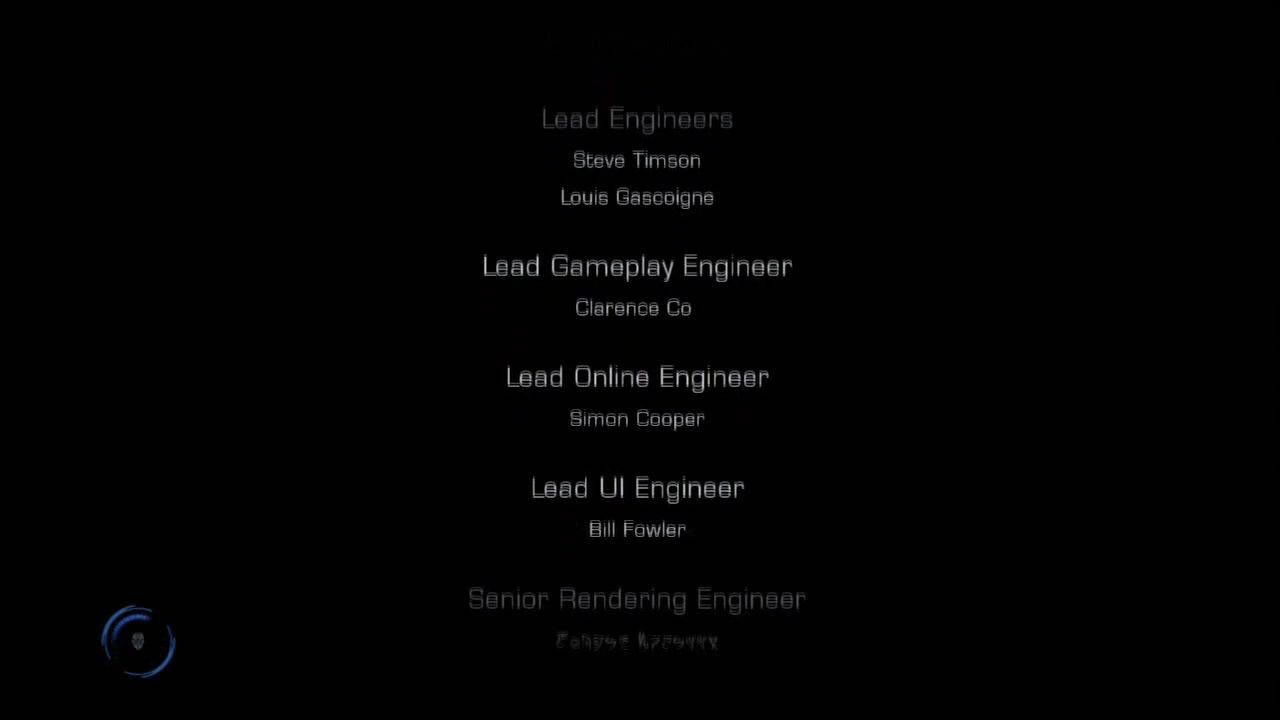 Lead Engineers
Steve Timson
Louis Gascoigne
Lead Gameplay Engineer
Clarence Co
Lead Online Engineer
Simon Cooper
Lead UI Engineer
Bill Fowler
Senior Rendering Engineer